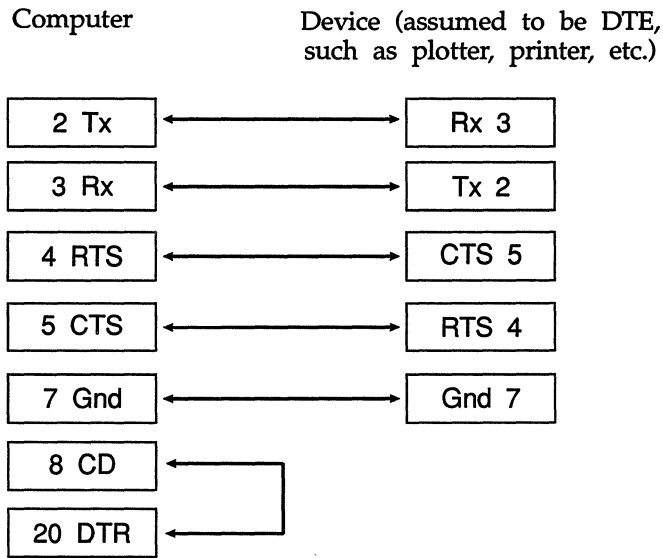 Computer
Device (assumed to be DTE,
such as plotter, printer, etc.)
2 Tx
Rx 3
3 Rx
Tx 2
4 RTS
CTS 5
5 CTS
RTS 4
7 Gnd
Gnd 7
8 CD
20 DTR